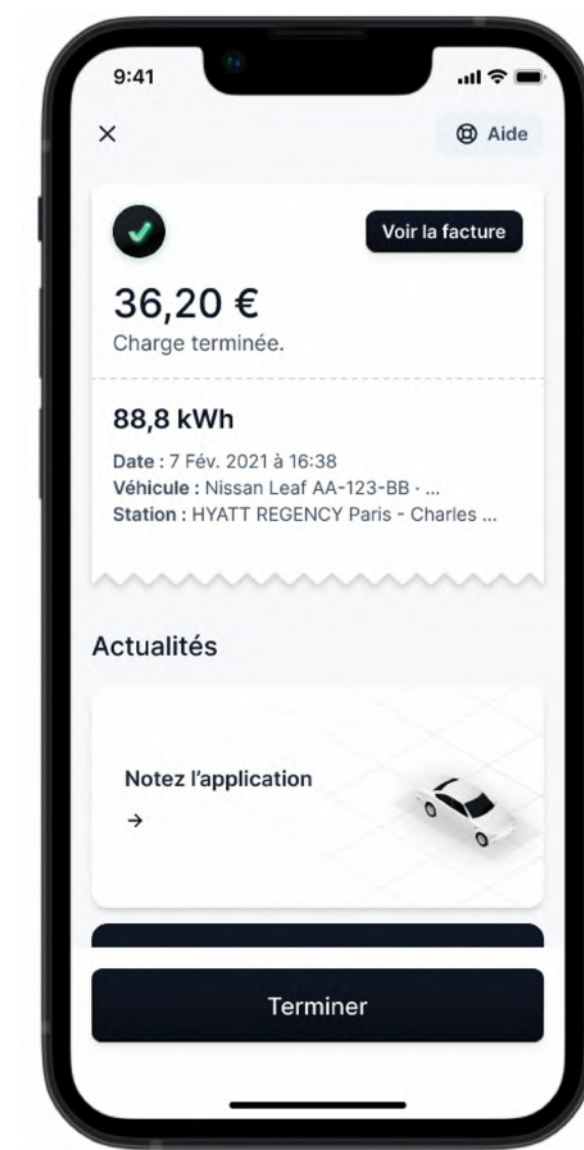 9:41
Aide
Voir la facture
36,20 €
Charge terminée.
88,8 kWh
Date : 7 Fév. 2021 à 16:38
Véhicule : Nissan Leaf AA-123-BB · ...
Station : HYATT REGENCY Paris - Charles ...
Actualités
Notez l’application
Terminer